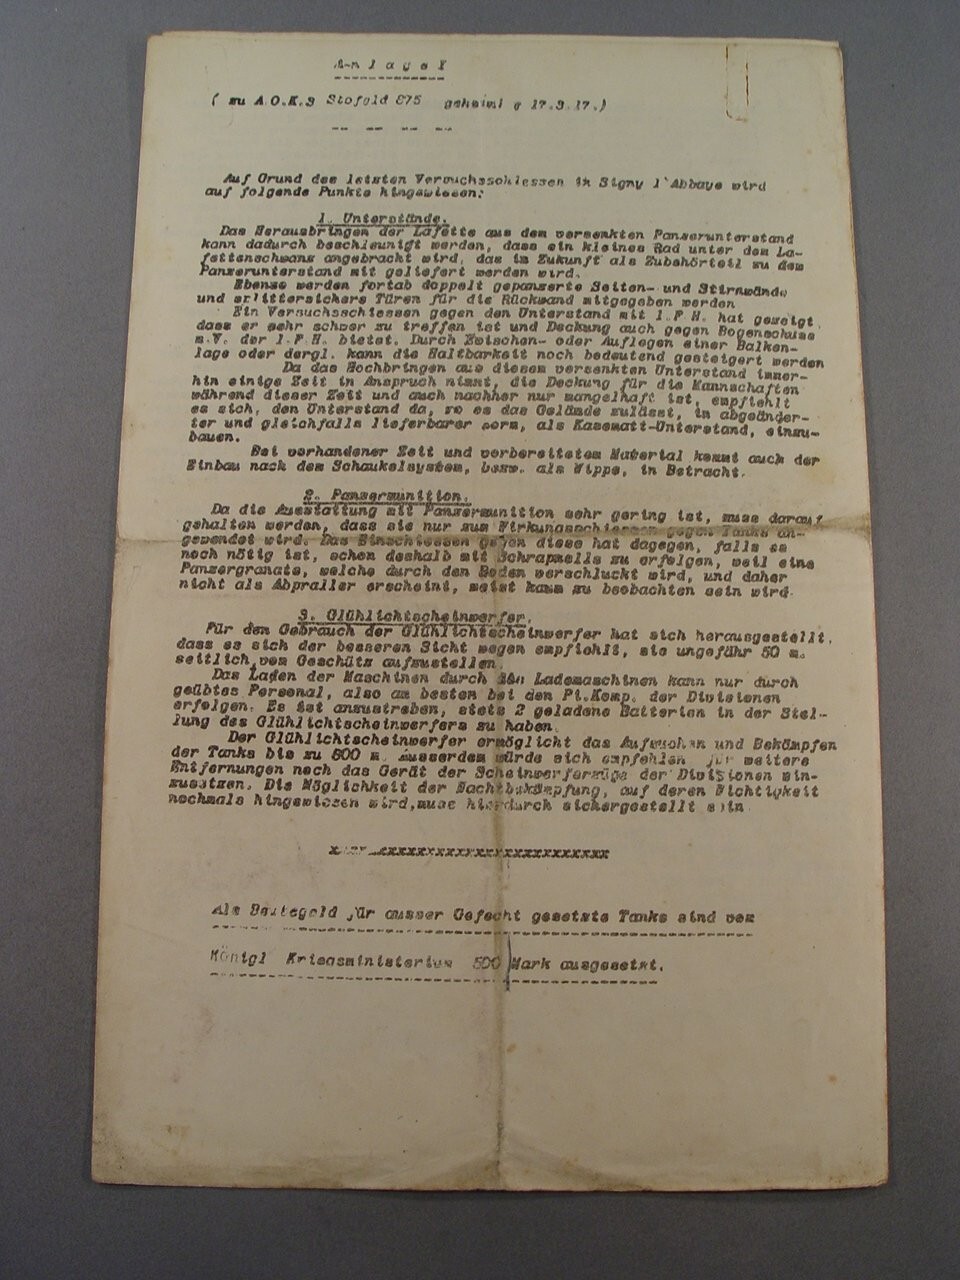 A n l a g e I
( zu A.O.K.3 Stofeld 875 geheim! v 17.3.17.)
-- -- -- --
Auf Grund des letsten Versuchsschiessen in Signy l'Abbaye wird
auf folgende Punkte hingewiesen:
1. Unterstände.
Das Herausbringen der Lafette aus dem versenkten Panzerunterstand
kann dadurch beschleunigt werden, dass ein kleines Rad unter dem La-
fettenschwanz angebracht wird, das in Zukunft als Zubehörteil zu dem
Panzerunterstand mit geliefert werden wird.
Ebenso werden fortab doppelt gepanzerte Seiten- und Stirnwände
und splittersichere Türen für die Rückwand mitgegeben werden
Ein Versuchsschiessen gegen den Unterstand mit l.F.H. hat gezeigt
dass er sehr schwer zu treffen ist und Deckung auch gegen Bogenschuss
m.V. der l.F.H. bietet. Durch Zwischen- oder Auflegen einer Balken-
lage oder dergl. kann die Haltbarkeit noch bedeutend gesteigert werden
Da das Hochbringen aus diesem versenkten Unterstand immer-
hin einige Zeit in Anspruch nimmt, die Deckung für die Mannschaften
während dieser Zeit und auch nachher nur mangelhaft ist, empfiehlt
es sich, den Unterstand da, wo es das Gelände zulässt, in abgeänder-
ter und gleichfalls lieferbarer Form, als Kasematt-Unterstand, einzu-
bauen.
Bei vorhandener Zeit und vorbereitetem Material kommt auch der
Einbau nach dem Schaukelsystem, bezw. als Wippe, in Betracht.
2. Panzermunition.
Da die Ausstattung mit Panzermunition sehr gering ist, muss darauf
gehalten werden, dass sie nur zum Wirkungsschiessen gegen Tanks an-
gewendet wird. Das Einschiessen gegen diese hat dagegen, falls es
noch nötig ist, schon deshalb mit Schrapnells zu erfolgen, weil eine
Panzergranate, welche durch den Boden verschluckt wird, und daher
nicht als Abpraller erscheint, meist kaum zu beobachten sein wird.
3. Glühlichtscheinwerfer.
Für den Gebrauch der Glühlichtscheinwerfer hat sich herausgestellt,
dass es sich der besseren Sicht wegen empfiehlt, sie ungefähr 50 m.
seitlich vom Geschütz aufzustellen.
Das Laden der Maschinen durch den Lademaschinen kann nur durch
geübtes Personal, also am besten bei den Pi.Komp. der Divisionen
erfolgen. Es ist anzustreben, stets 2 geladene Batterien in der Stel-
lung des Glühlichtscheinwerfers zu haben.
Der Glühlichtscheinwerfer ermöglicht das Aufsuchen und Bekämpfen
der Tanks bis zu 800 m. Ausserdem würde sich empfehlen für weitere
Entfernungen noch das Gerät der Scheinwerferzüge der Divisionen ein-
zusetzen. Die Möglichkeit der Nachtbekämpfung, auf deren Wichtigkeit
nochmals hingewiesen wird,muss hierdurch sichergestellt sein.
Als Beutegeld für ausser Gefecht gesetzte Tanks sind vom
Königl Kriegsministerium 500 Mark ausgesetzt.